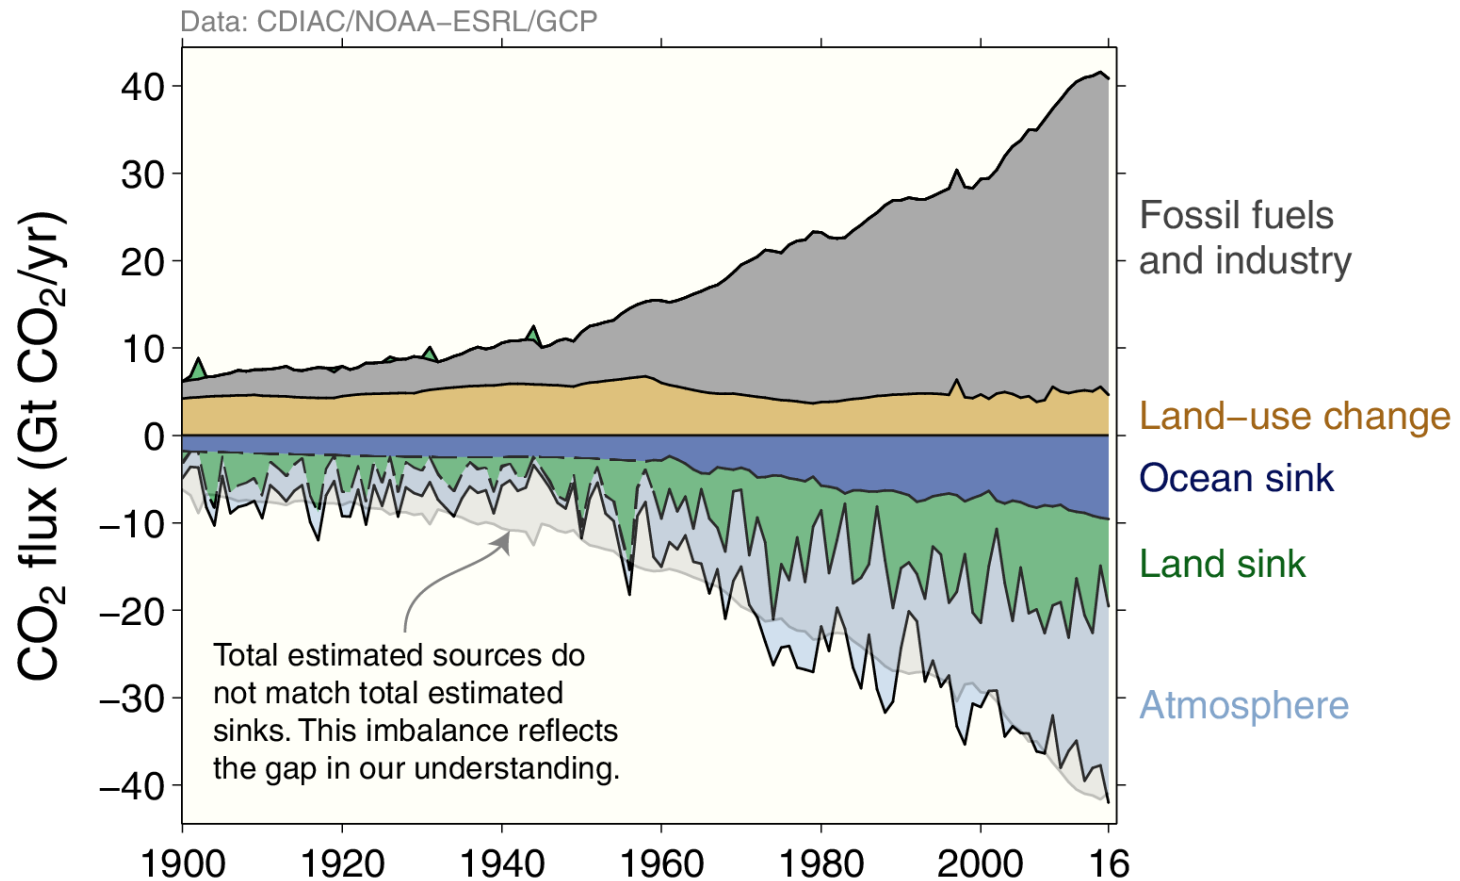 Data: CDIAC/NOAA−ESRL/GCP
CO₂ flux (Gt CO₂/yr)
40
30
20
10
0
−10
−20
−30
−40
Fossil fuels
and industry
Land−use change
Ocean sink
Land sink
Atmosphere
Total estimated sources do
not match total estimated
sinks. This imbalance reflects
the gap in our understanding.
1900 1920 1940 1960 1980 2000 16